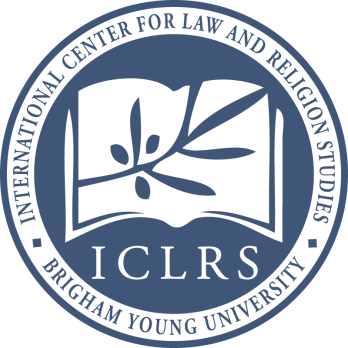 INTERNATIONAL CENTER FOR LAW AND RELIGION STUDIES
ICLRS
BRIGHAM YOUNG UNIVERSITY